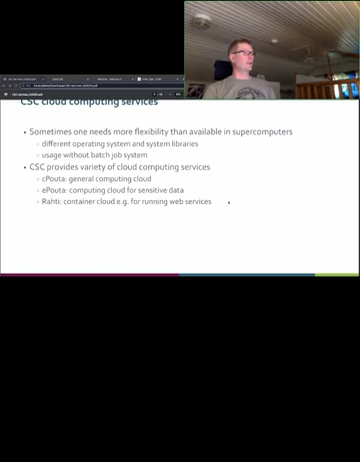 CSC cloud computing services
• Sometimes one needs more flexibility than available in supercomputers
◦ different operating system and system libraries
◦ usage without batch job system
• CSC provides variety of cloud computing services
◦ cPouta: general computing cloud
◦ ePouta: computing cloud for sensitive data
◦ Rahti: container cloud e.g. for running web services